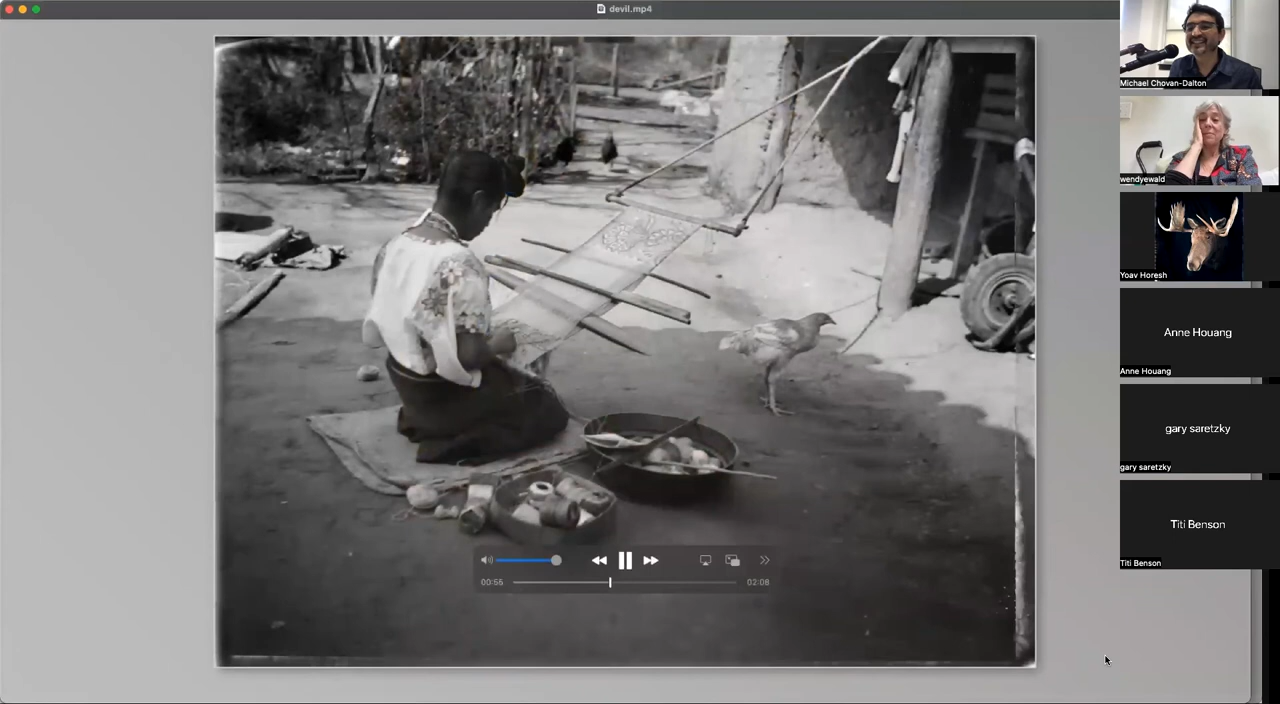 devil.mp4
Michael Chovan-Dalton
wendyewald
Yoav Horesh
Anne Houang
Anne Houang
gary saretzky
gary saretzky
Titi Benson
Titi Benson
00:56
02:08